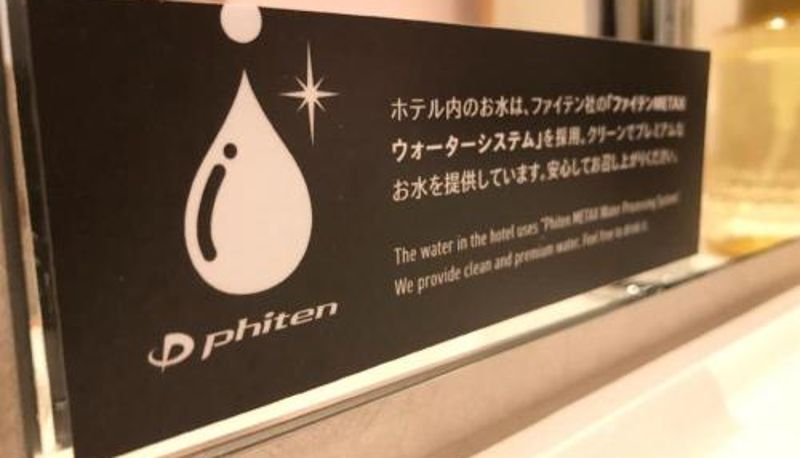 ホテル内のお水は、ファイテン社の「ファイテンMETAX
ウォーターシステム」を採用。クリーンでプレミアムな
お水を提供しています。安心してお召し上がりください。
The water in the hotel uses "Phiten METAX Water Processing System"
We provide clean and premium water. Feel free to drink it.
phiten